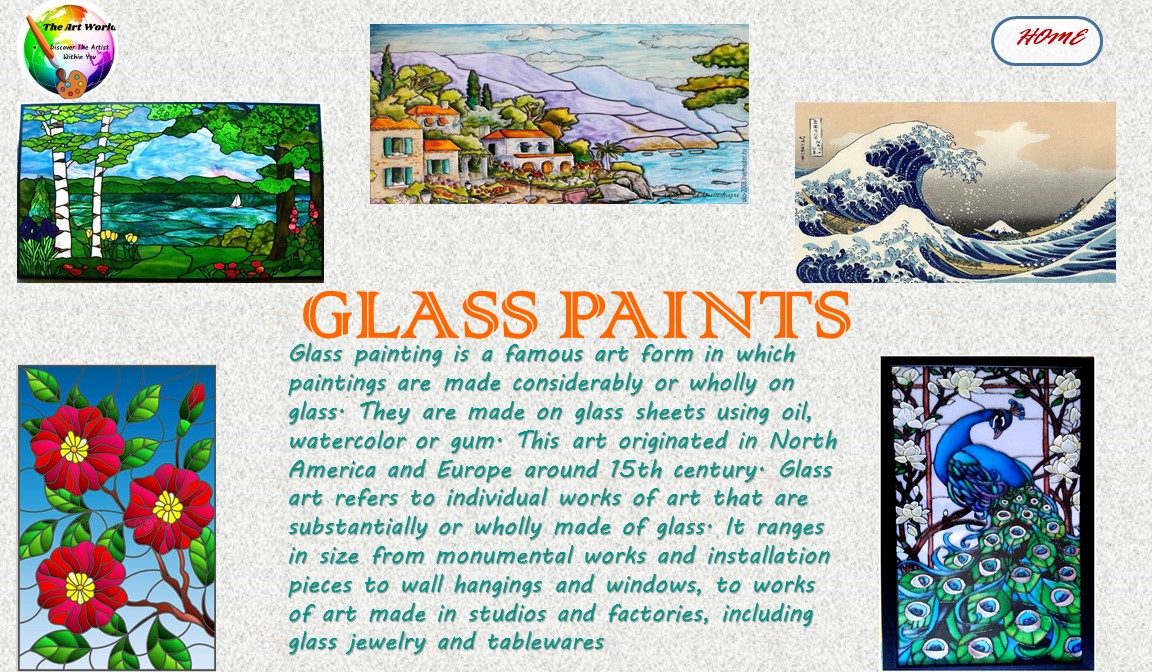 The Art World
Discover The Artist
Within You
HOME
GLASS PAINTS
Glass painting is a famous art form in which
paintings are made considerably or wholly on
glass. They are made on glass sheets using oil,
watercolor or gum. This art originated in North
America and Europe around 15th century. Glass
art refers to individual works of art that are
substantially or wholly made of glass. It ranges
in size from monumental works and installation
pieces to wall hangings and windows, to works
of art made in studios and factories, including
glass jewelry and tablewares